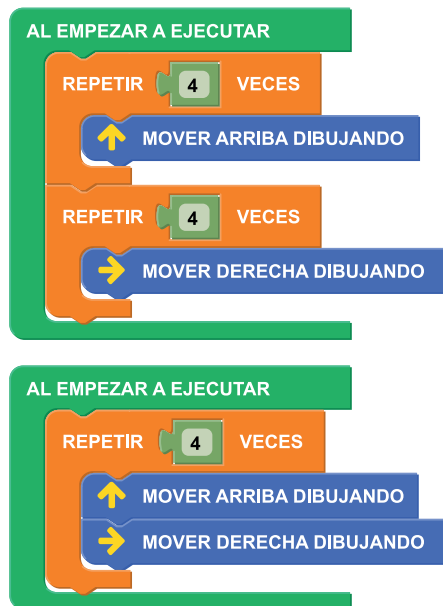 AL EMPEZAR A EJECUTAR
REPETIR 4 VECES
MOVER ARRIBA DIBUJANDO
REPETIR 4 VECES
MOVER DERECHA DIBUJANDO
AL EMPEZAR A EJECUTAR
REPETIR 4 VECES
MOVER ARRIBA DIBUJANDO
MOVER DERECHA DIBUJANDO